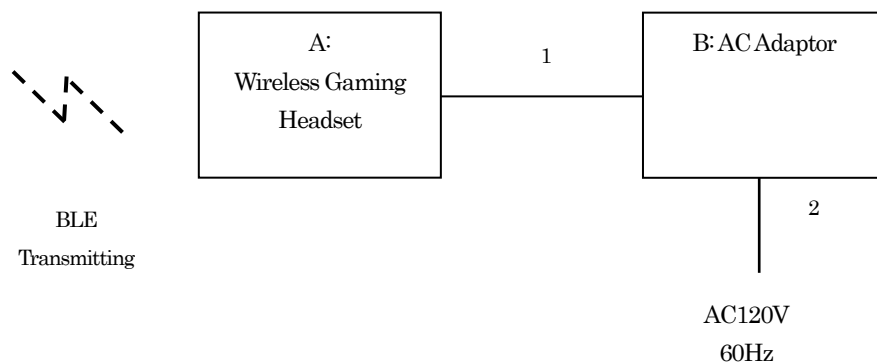 A:
Wireless Gaming
Headset
1
B: AC Adaptor
2
BLE
Transmitting
AC120V
60Hz